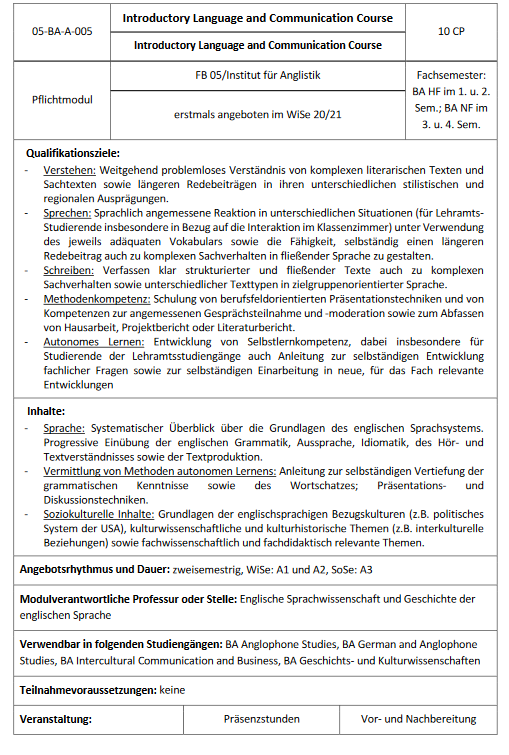 05-BA-A-005
Introductory Language and Communication Course
Introductory Language and Communication Course
10 CP
Pflichtmodul
FB 05/Institut für Anglistik
erstmals angeboten im WiSe 20/21
Fachsemester:
BA HF im 1. u. 2.
Sem.; BA NF im
3. u. 4. Sem.
Qualifikationsziele:
- Verstehen: Weitgehend problemloses Verständnis von komplexen literarischen Texten und
Sachtexten sowie längeren Redebeiträgen in ihren unterschiedlichen stilistischen und
regionalen Ausprägungen.
- Sprechen: Sprachlich angemessene Reaktion in unterschiedlichen Situationen (für Lehramts-
Studierende insbesondere in Bezug auf die Interaktion im Klassenzimmer) unter Verwendung
des jeweils adäquaten Vokabulars sowie die Fähigkeit, selbständig einen längeren
Redebeitrag auch zu komplexen Sachverhalten in fließender Sprache zu gestalten.
- Schreiben: Verfassen klar strukturierter und fließender Texte auch zu komplexen
Sachverhalten sowie unterschiedlicher Texttypen in zielgruppenorientierter Sprache.
- Methodenkompetenz: Schulung von berufsfeldorientierten Präsentationstechniken und von
Kompetenzen zur angemessenen Gesprächsteilnahme und -moderation sowie zum Abfassen
von Hausarbeit, Projektbericht oder Literaturbericht.
- Autonomes Lernen: Entwicklung von Selbstlernkompetenz, dabei insbesondere für
Studierende der Lehramtsstudiengänge auch Anleitung zur selbständigen Entwicklung
fachlicher Fragen sowie zur selbständigen Einarbeitung in neue, für das Fach relevante
Entwicklungen
Inhalte:
- Sprache: Systematischer Überblick über die Grundlagen des englischen Sprachsystems.
Progressive Einübung der englischen Grammatik, Aussprache, Idiomatik, des Hör- und
Textverständnisses sowie der Textproduktion.
- Vermittlung von Methoden autonomen Lernens: Anleitung zur selbständigen Vertiefung der
grammatischen Kenntnisse sowie des Wortschatzes; Präsentations- und
Diskussionstechniken.
- Soziokulturelle Inhalte: Grundlagen der englischsprachigen Bezugskulturen (z.B. politisches
System der USA), kulturwissenschaftliche und kulturhistorische Themen (z.B. interkulturelle
Beziehungen) sowie fachwissenschaftlich und fachdidaktisch relevante Themen.
Angebotsrhythmus und Dauer: zweisemestrig, WiSe: A1 und A2, SoSe: A3
Modulverantwortliche Professur oder Stelle: Englische Sprachwissenschaft und Geschichte der
englischen Sprache
Verwendbar in folgenden Studiengängen: BA Anglophone Studies, BA German and Anglophone
Studies, BA Intercultural Communication and Business, BA Geschichts- und Kulturwissenschaften
Teilnahmevoraussetzungen: keine
Veranstaltung:
Präsenzstunden
Vor- und Nachbereitung